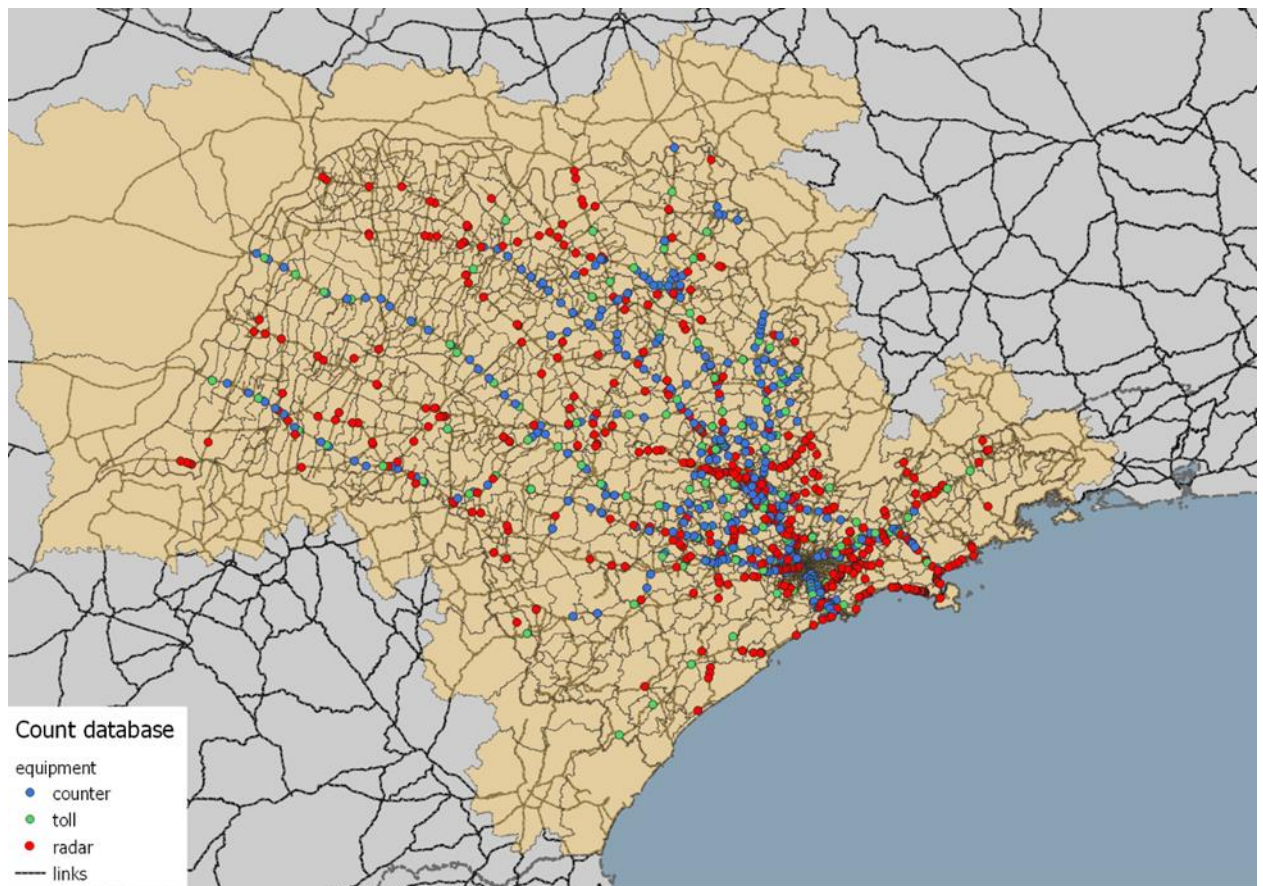 Count database
equipment
counter
toll
radar
links